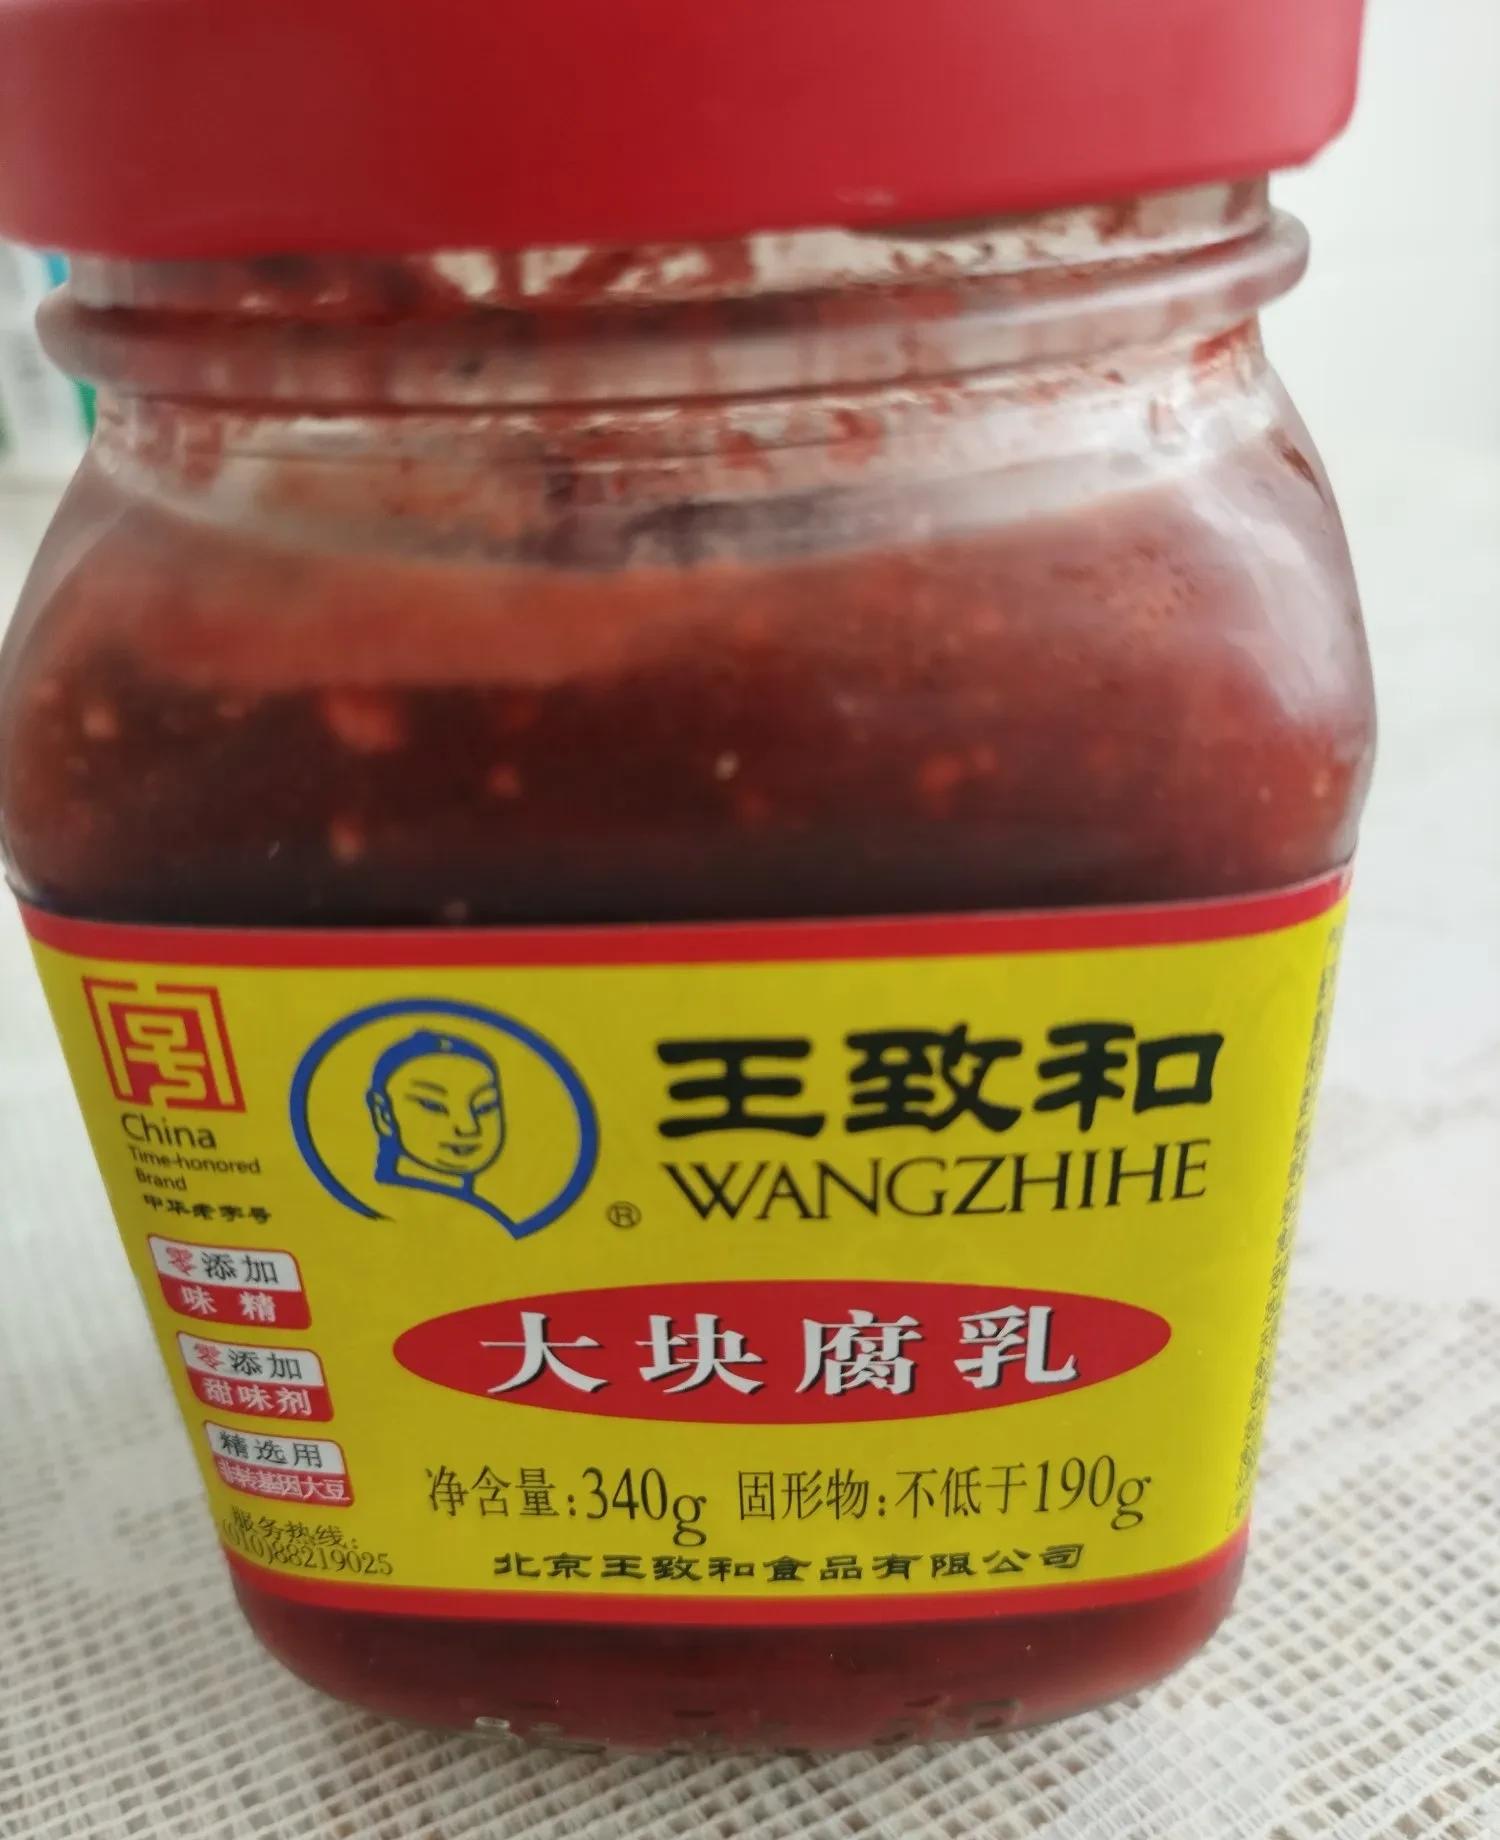 号
China
Time-honored
Brand
中华老字号
王致和
WANGZHIHE
®
零添加
味精
零添加
甜味剂
精选用
非转基因大豆
大块腐乳
净含量:340g 固形物:不低于190g
服务热线:
(010)88219025
北京王致和食品有限公司